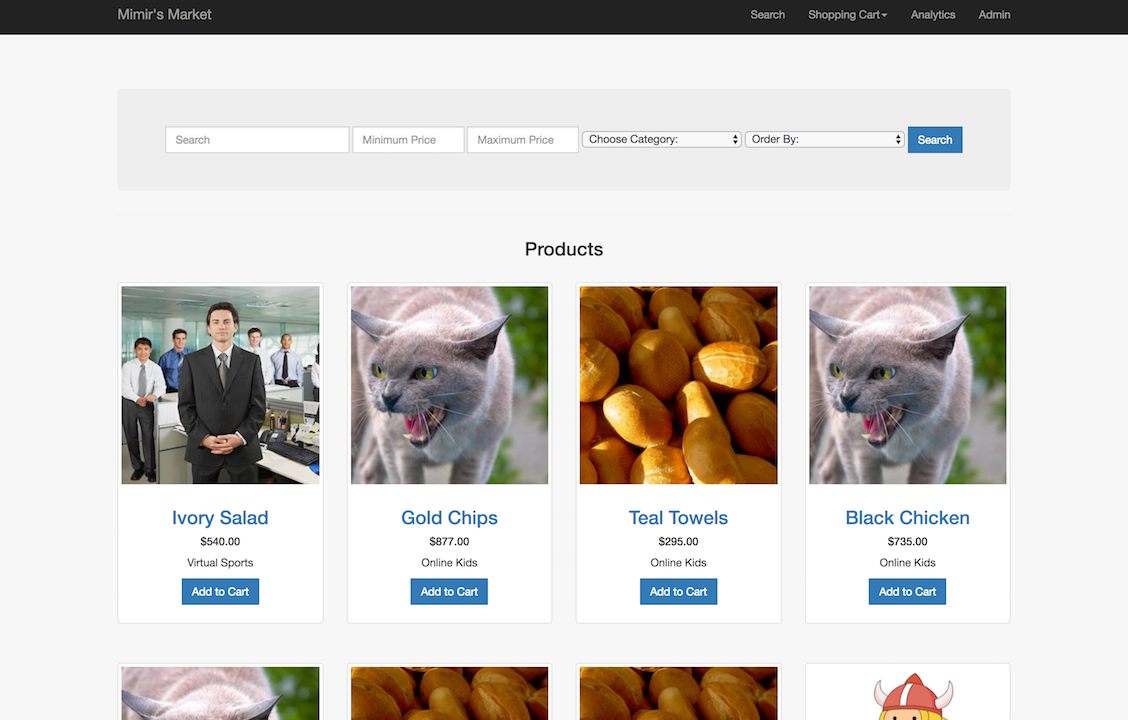 Mimir's Market Search Shopping Cart Analytics Admin
Search Minimum Price Maximum Price Choose Category: Order By: Search
Products
Ivory Salad
$540.00
Virtual Sports
Add to Cart
Gold Chips
$877.00
Online Kids
Add to Cart
Teal Towels
$295.00
Online Kids
Add to Cart
Black Chicken
$735.00
Online Kids
Add to Cart